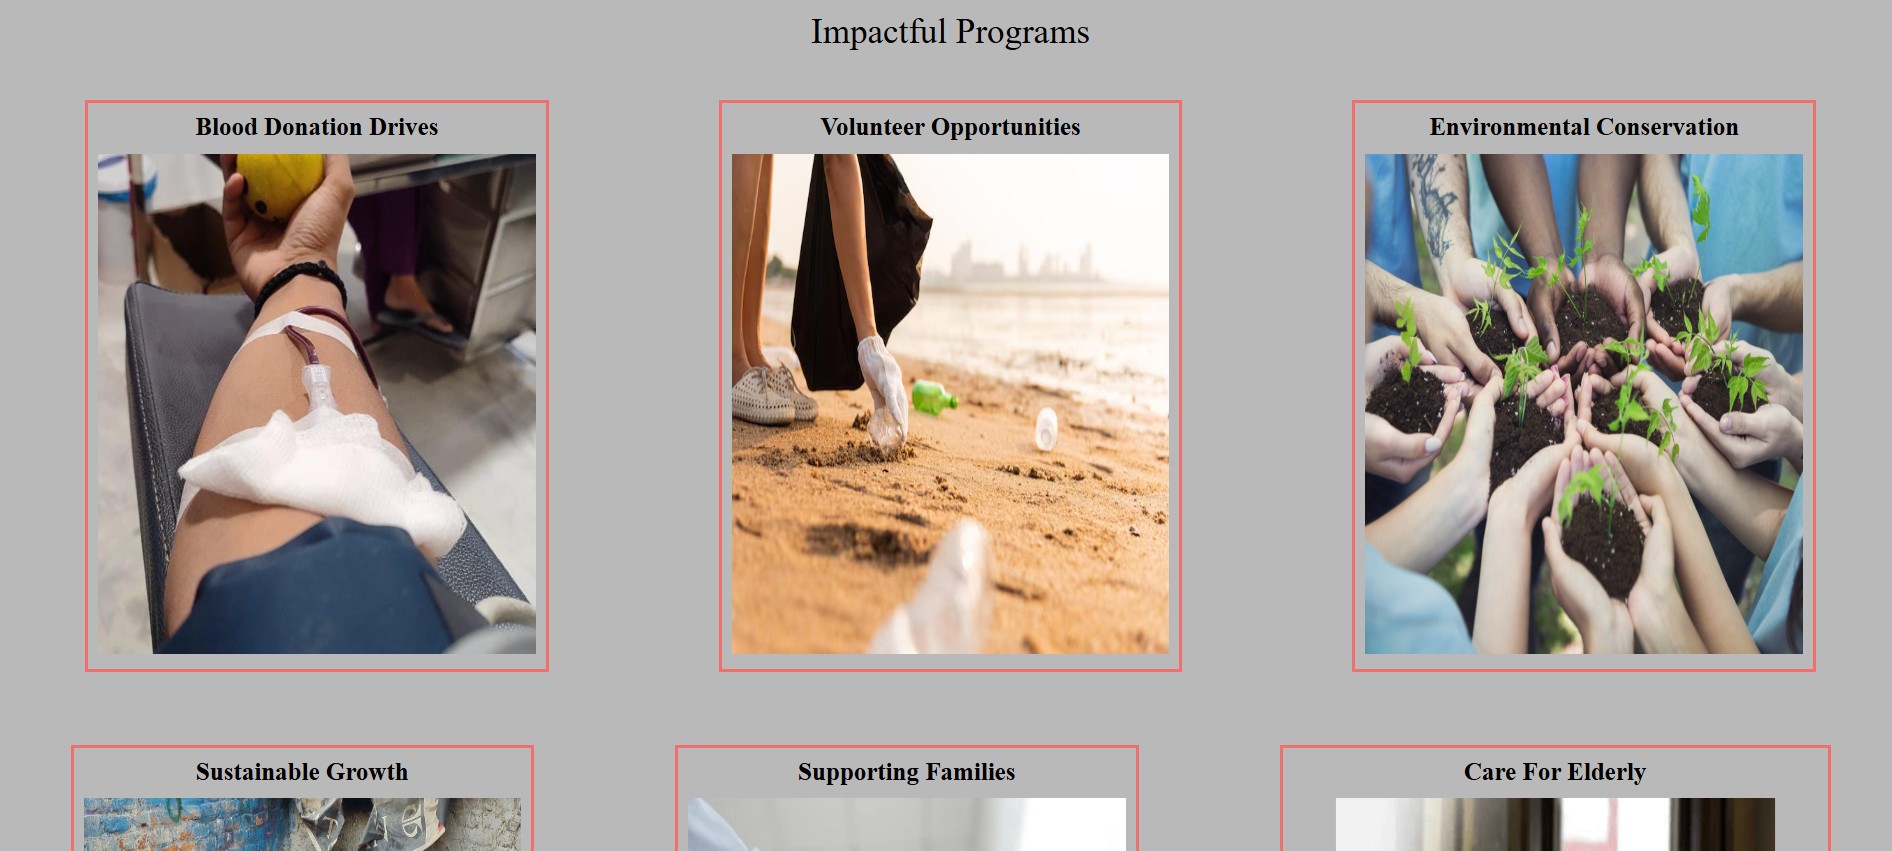 Impactful Programs
Blood Donation Drives
Volunteer Opportunities
Environmental Conservation
Sustainable Growth
Supporting Families
Care For Elderly